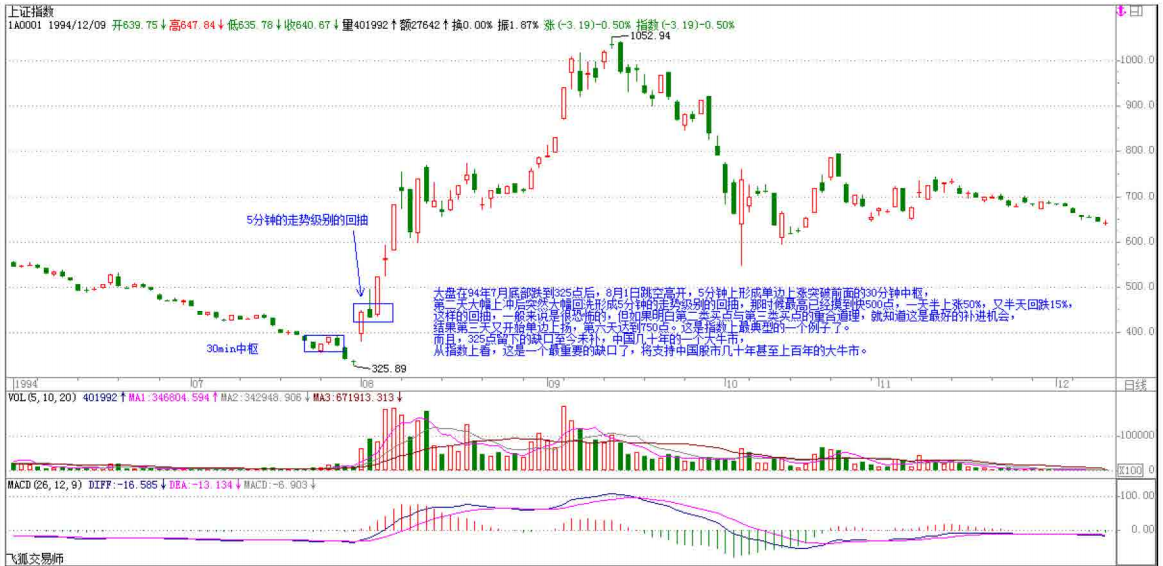 上证指数
1A0001 1994/12/09 开639.75↓高647.84↓低635.78↓收640.67↓量401992↑额27642↑换0.00% 振1.87% 涨(-3.19)-0.50% 指数(-3.19)-0.50%
1052.94
1000.0
900.0
800.0
700.0
600.0
500.0
400.0
5分钟的走势级别的回抽
大盘在94年7月底部跌到325点后，8月1日跳空高开，5分钟上形成单边上涨突破前面的30分钟中枢，
第二天大幅上冲后突然大幅回洗形成5分钟的走势级别的回抽，那时候最高已经摸到快500点，一天半上涨50%，又半天回跌15%，
这样的回抽，一般来说是很恐怖的，但如果明白第二类买点与第三类买点的重合道理，就知道这是最好的补进机会，
结果第三天又开始单边上扬，第六天达到750点。这是指数上最典型的一个例子了。
而且，325点留下的缺口至今未补，中国几十年的一个大牛市，
从指数上看，这是一个最重要的缺口了，将支持中国股市几十年甚至上百年的大牛市。
30min中枢
325.89
1994 07 08 09 10 11 12 日线
VOL(5,10,20) 401992↑MA1:346804.594↑MA2:342948.906↓MA3:671913.313↓
100000
X100 0
MACD(26,12,9) DIFF:-16.585↓DEA:-13.134↓MACD:-6.903↓
100.00
0.00
飞狐交易师